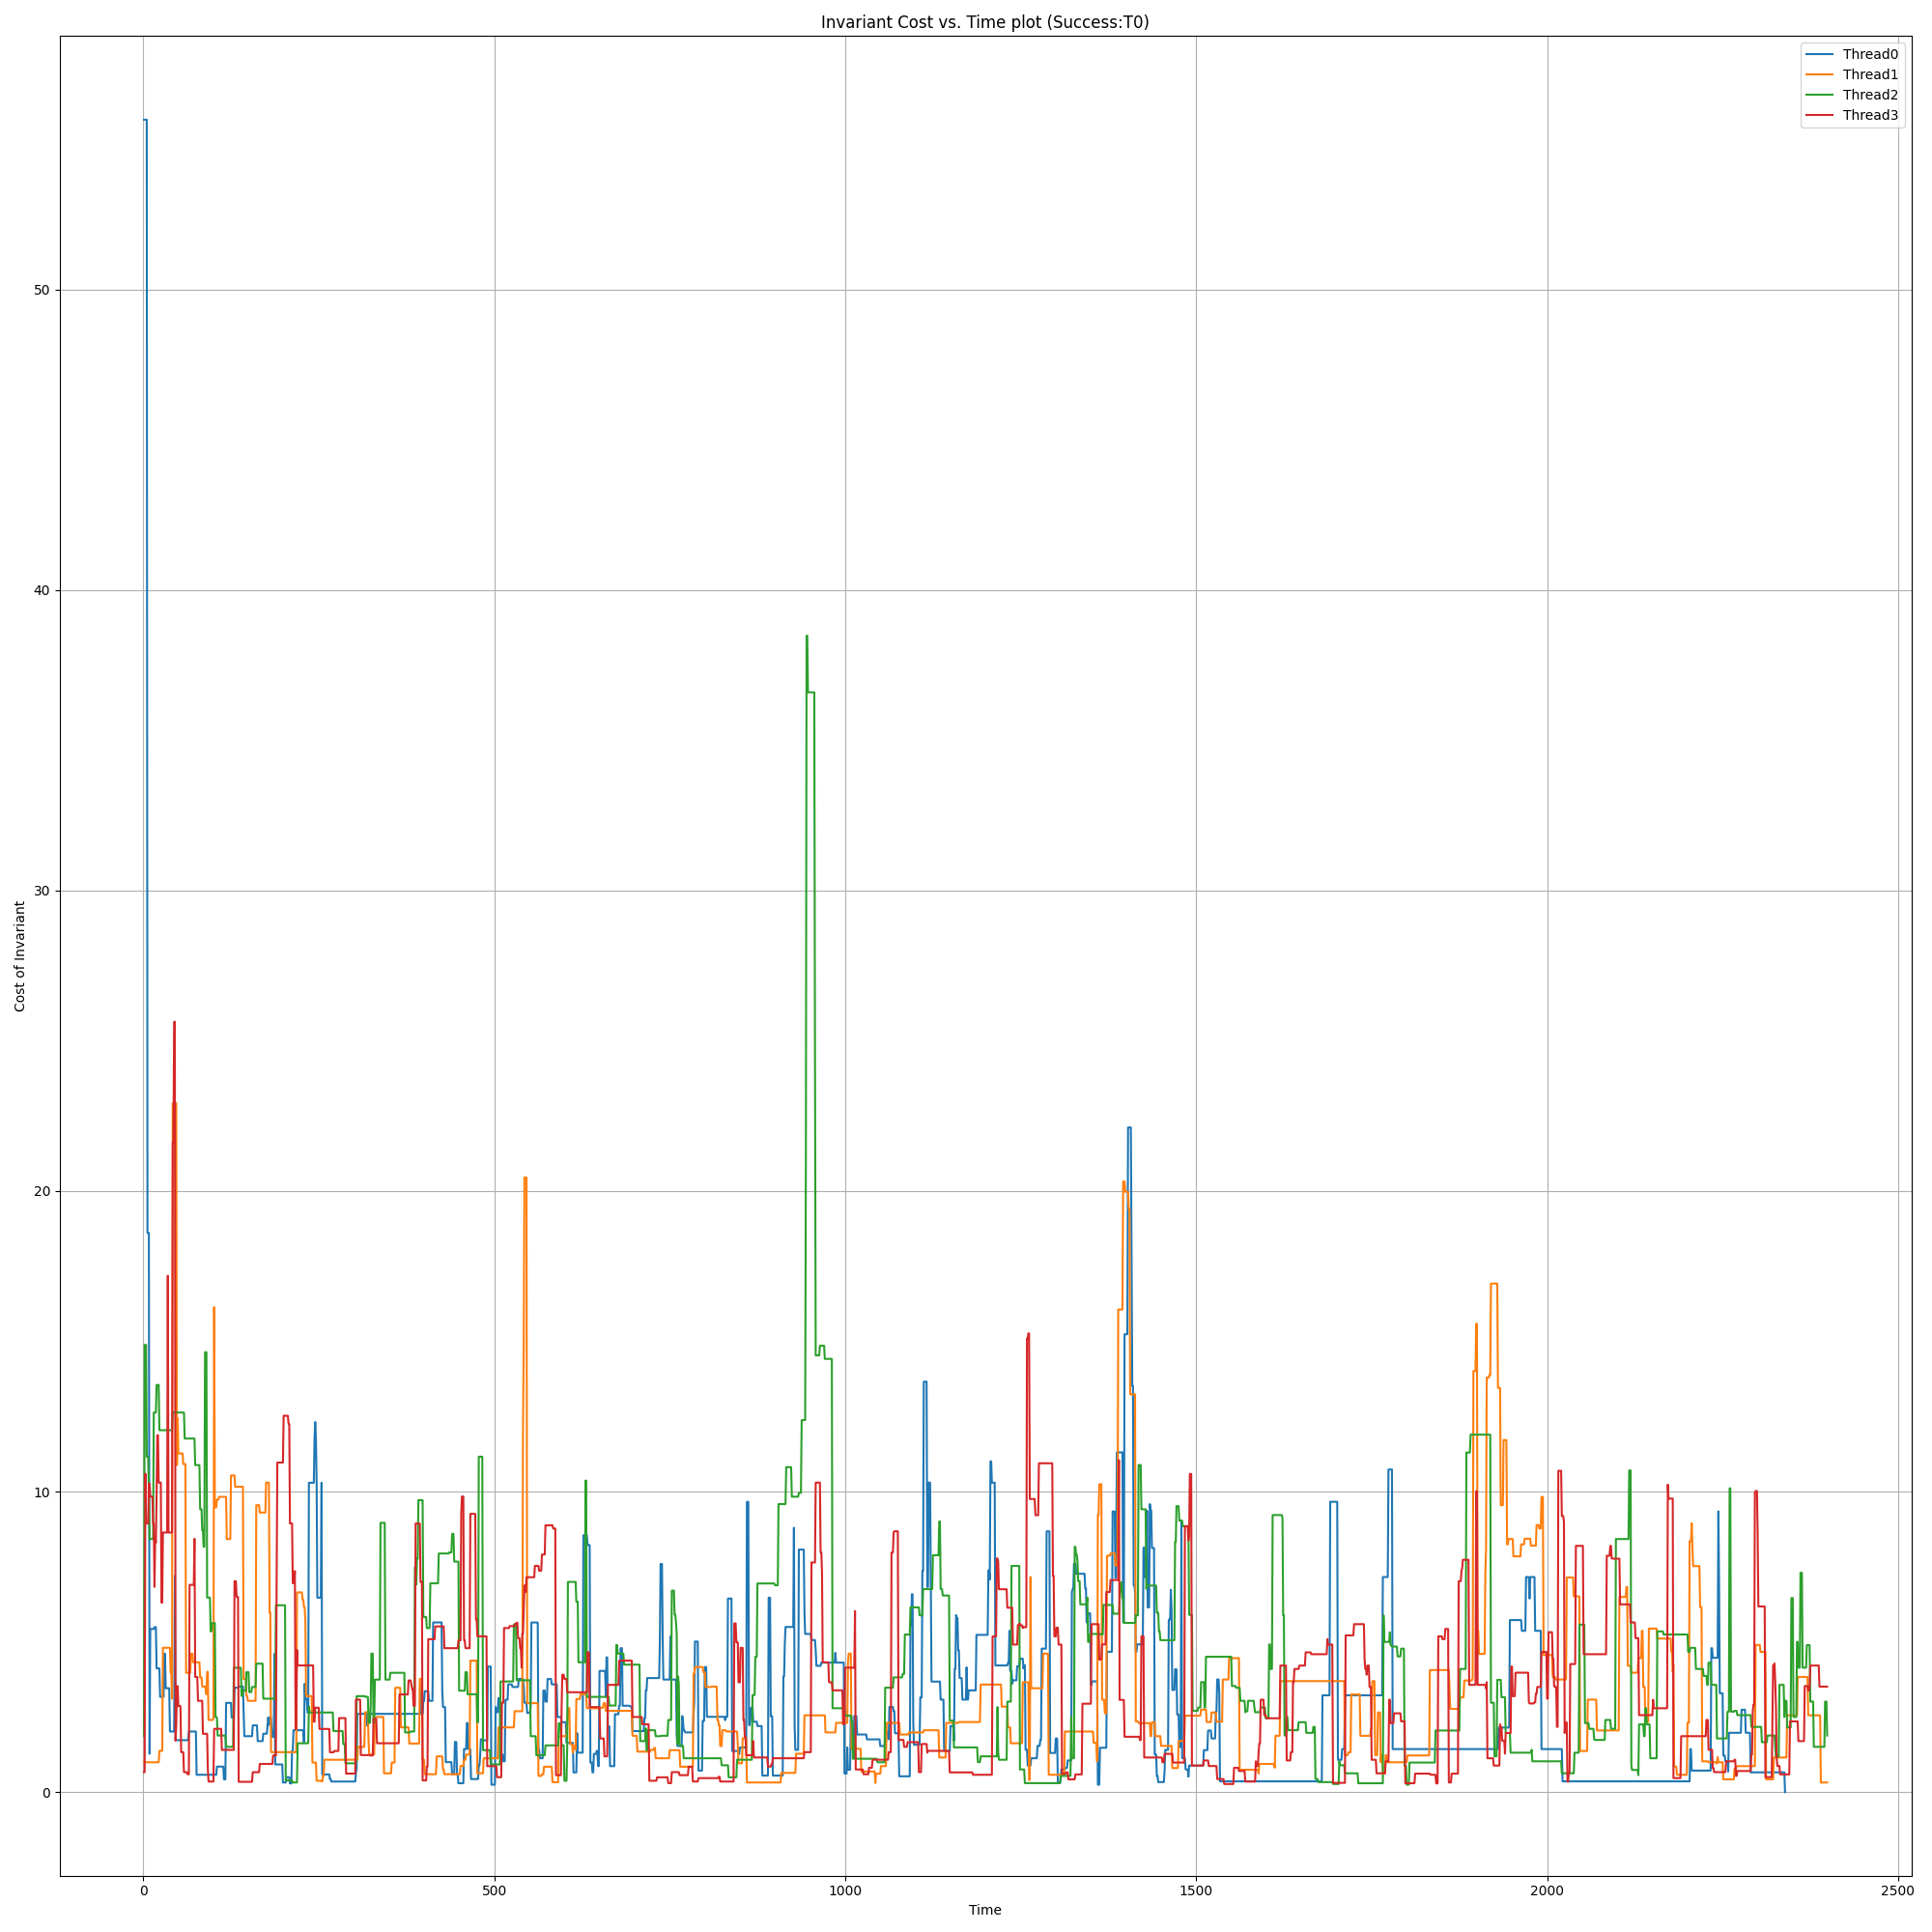 Invariant Cost vs. Time plot (Success:T0)
Thread0
Thread1
Thread2
Thread3
50
40
30
20
10
0
Cost of Invariant
0 500 1000 1500 2000 2500
Time